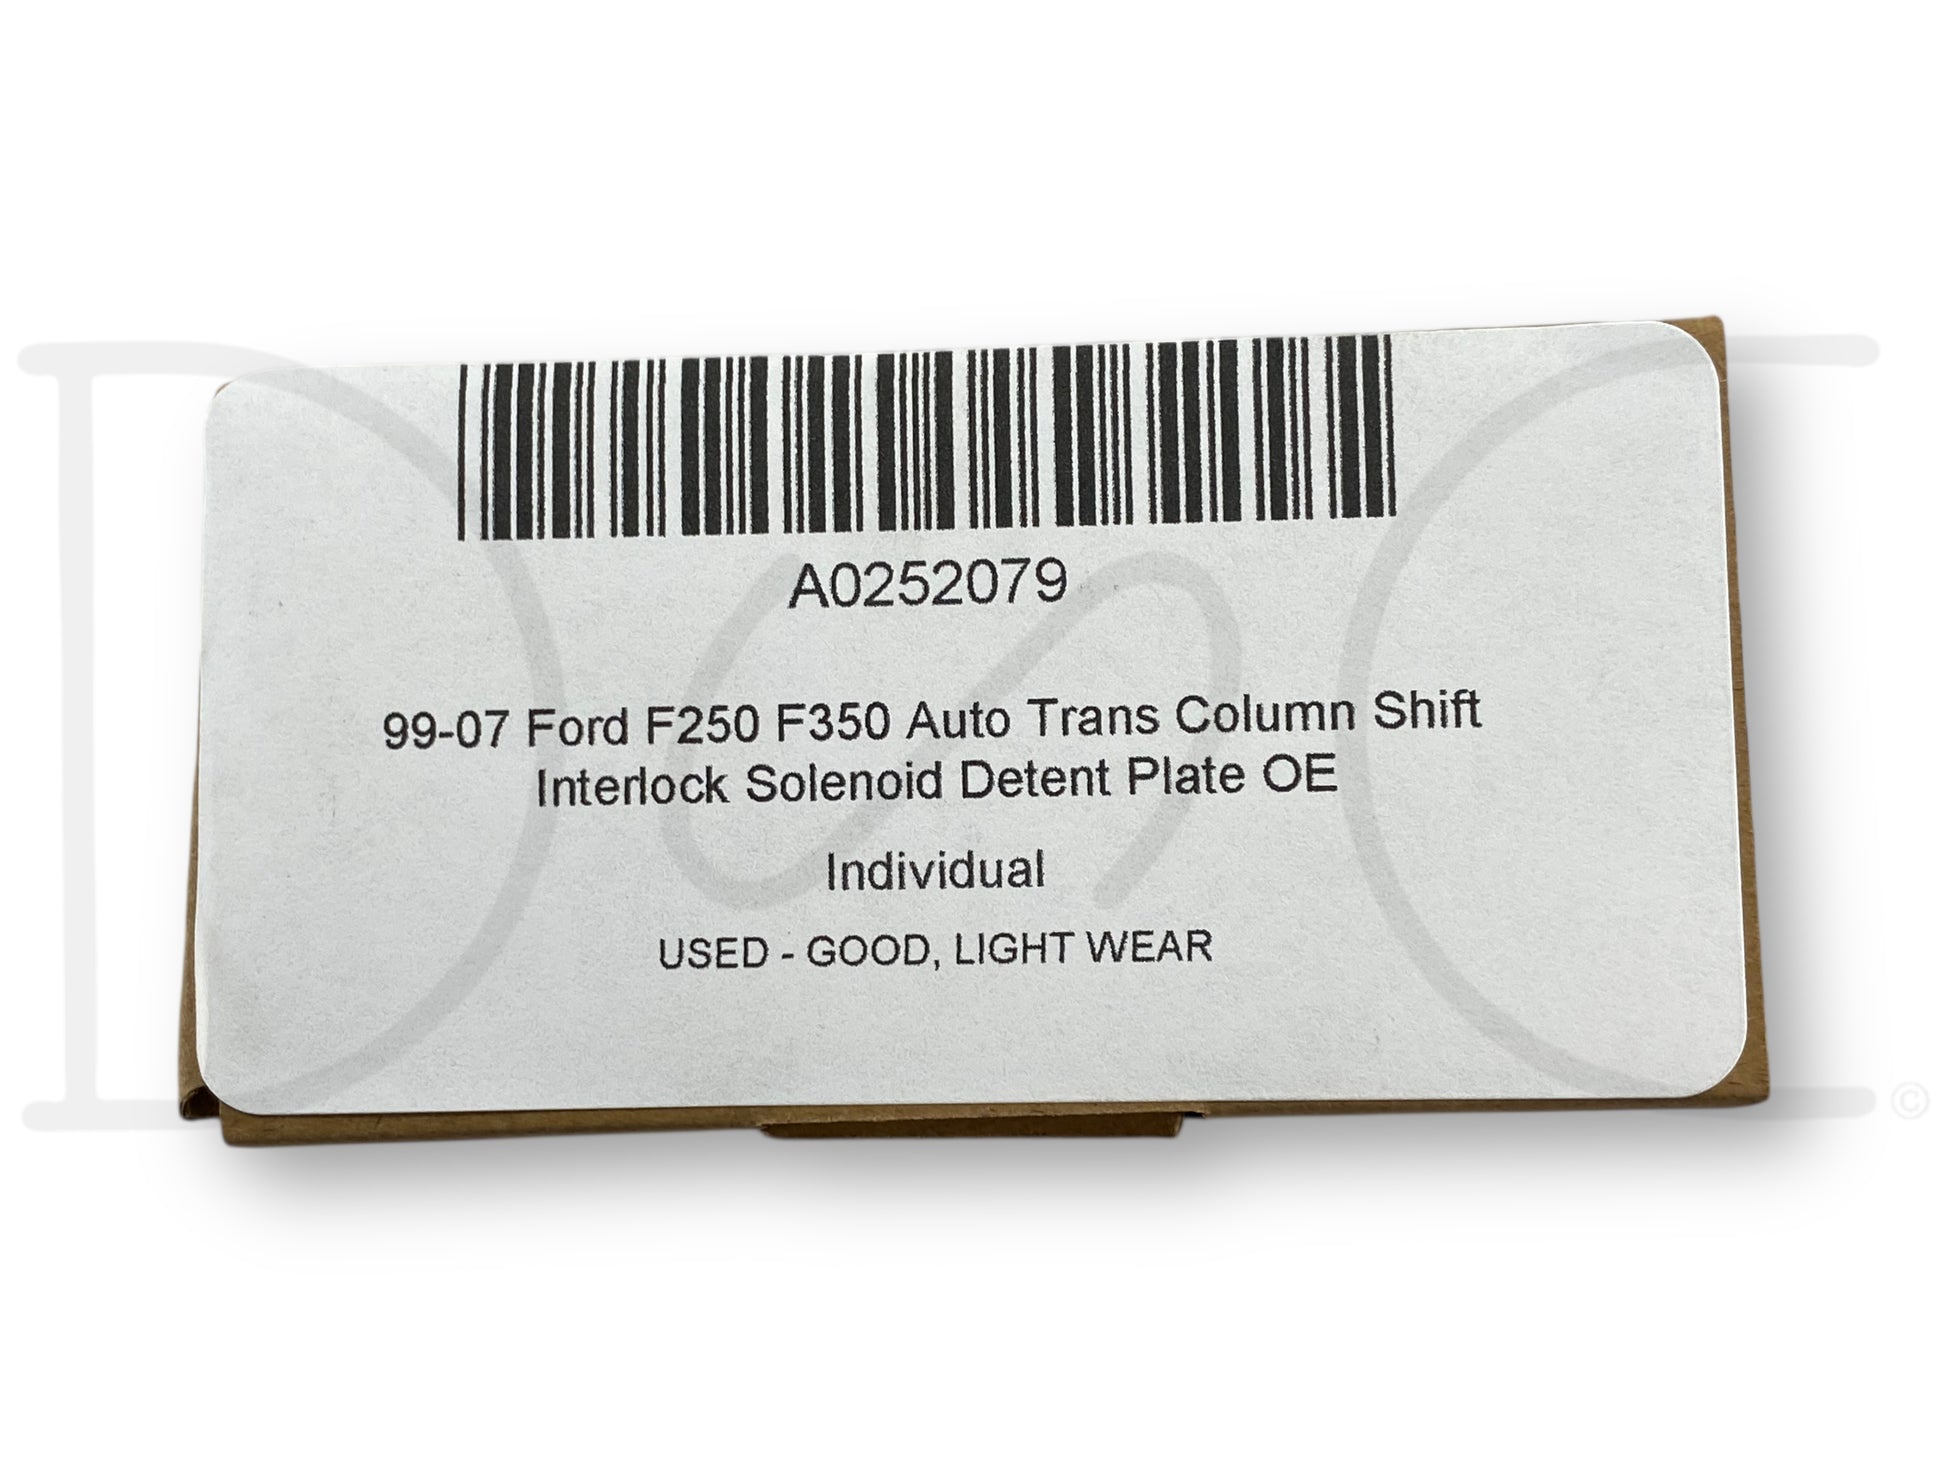 A0252079
99-07 Ford F250 F350 Auto Trans Column Shift
Interlock Solenoid Detent Plate OE
Individual
USED - GOOD, LIGHT WEAR
DnC
©